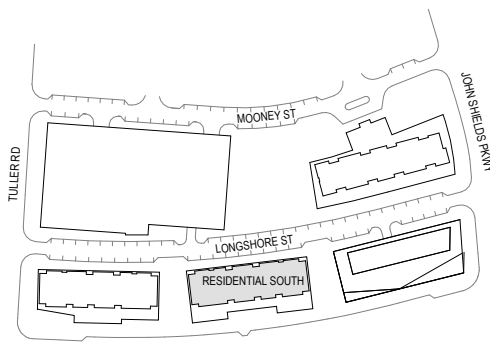 MOONEY ST
JOHN SHIELDS PKWY
TULLER RD
LONGSHORE ST
RESIDENTIAL SOUTH